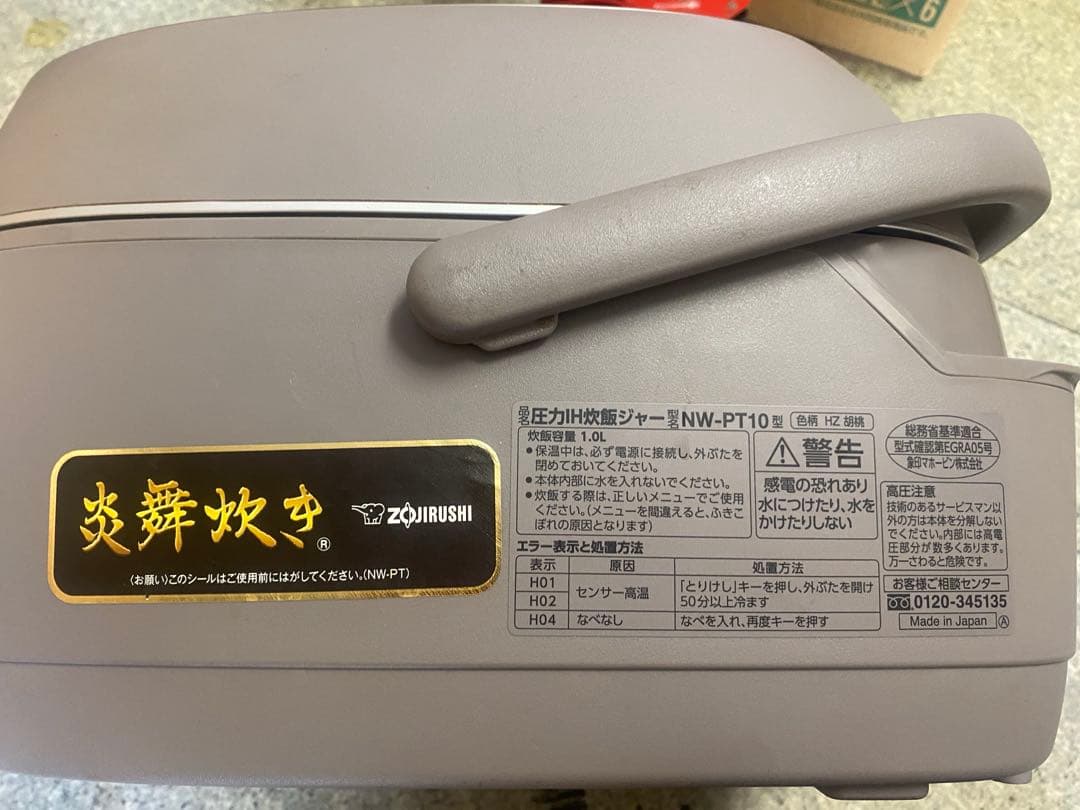 6
品名 圧力IH炊飯ジャー 型名 NW-PT10型 色柄 HZ 胡桃
炊飯容量 1.0L
•保温中は、必ず電源に接続し、外ぶたを
閉めておいてください。
•本体内部に水を入れないでください。
•炊飯する際は、正しいメニューでご使用
ください。(メニューを間違えると、ふきこ
ぼれの原因となります)
警告
感電の恐れあり
水につけたり、水を
かけたりしない
総務省基準適合
型式確認第EGRA05号
象印マホービン株式会社
高圧注意
技術のあるサービスマン以
外の方は本体を分解しない
でください。内部には高電
圧部分が数多くあります。
万一さわると危険です。
エラー表示と処置方法
表示 原因 処置方法
H01 センサー高温 「とりけし」キーを押し、外ぶたを開け
H02 50分以上冷ます
H04 なべなし なべを入れ、再度キーを押す
お客様ご相談センター
0120-345135
Made in Japan Ⓐ
炎舞炊き® ZOJIRUSHI
〈お願い〉このシールはご使用前にはがしてください。(NW-PT)